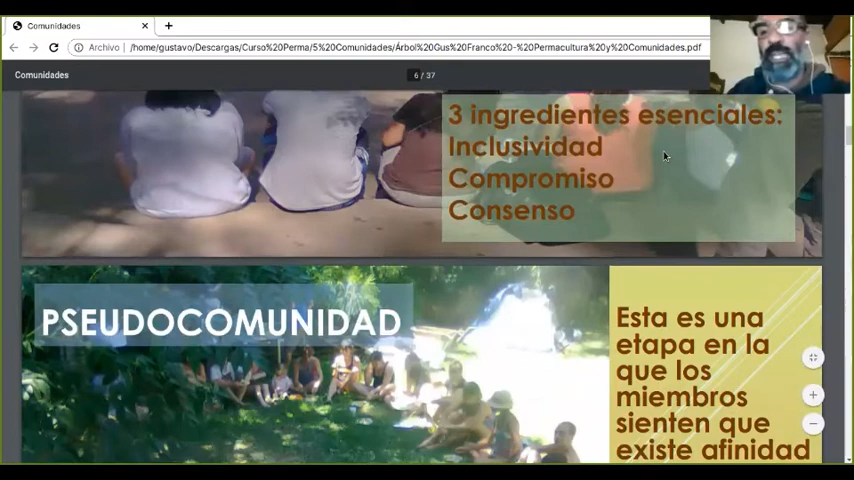 Comunidades
Archivo
/home/gustavo/Descargas/Curso%20Perma/5%20Comunidades/Árbol%20Gus%20Franco%20-%20Permacultura%20y%20Comunidades.pdf
Comunidades
6 / 37
3 ingredientes esenciales:
Inclusividad
Compromiso
Consenso
PSEUDOCOMUNIDAD
Esta es una
etapa en la
que los
miembros
sienten que
existe afinidad